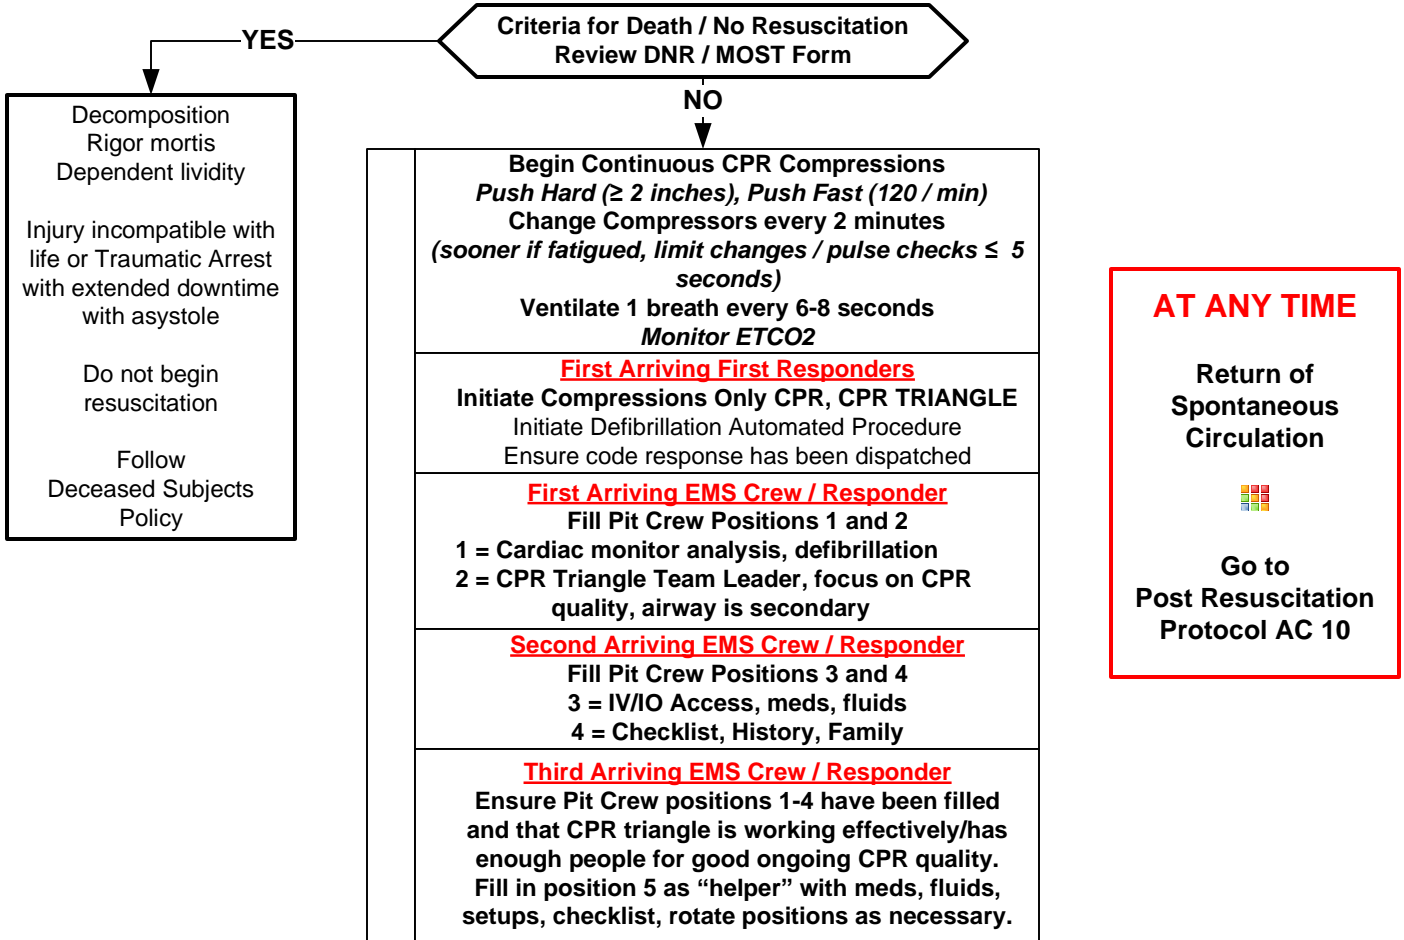 Criteria for Death / No Resuscitation
Review DNR / MOST Form
YES
NO
Decomposition
Rigor mortis
Dependent lividity
Injury incompatible with
life or Traumatic Arrest
with extended downtime
with asystole
Do not begin
resuscitation
Follow
Deceased Subjects
Policy
Begin Continuous CPR Compressions
Push Hard (≥ 2 inches), Push Fast (120 / min)
Change Compressors every 2 minutes
(sooner if fatigued, limit changes / pulse checks ≤ 5
seconds)
Ventilate 1 breath every 6-8 seconds
Monitor ETCO2
First Arriving First Responders
Initiate Compressions Only CPR, CPR TRIANGLE
Initiate Defibrillation Automated Procedure
Ensure code response has been dispatched
First Arriving EMS Crew / Responder
Fill Pit Crew Positions 1 and 2
1 = Cardiac monitor analysis, defibrillation
2 = CPR Triangle Team Leader, focus on CPR
quality, airway is secondary
Second Arriving EMS Crew / Responder
Fill Pit Crew Positions 3 and 4
3 = IV/IO Access, meds, fluids
4 = Checklist, History, Family
Third Arriving EMS Crew / Responder
Ensure Pit Crew positions 1-4 have been filled
and that CPR triangle is working effectively/has
enough people for good ongoing CPR quality.
Fill in position 5 as “helper” with meds, fluids,
setups, checklist, rotate positions as necessary.
AT ANY TIME
Return of
Spontaneous
Circulation
Go to
Post Resuscitation
Protocol AC 10